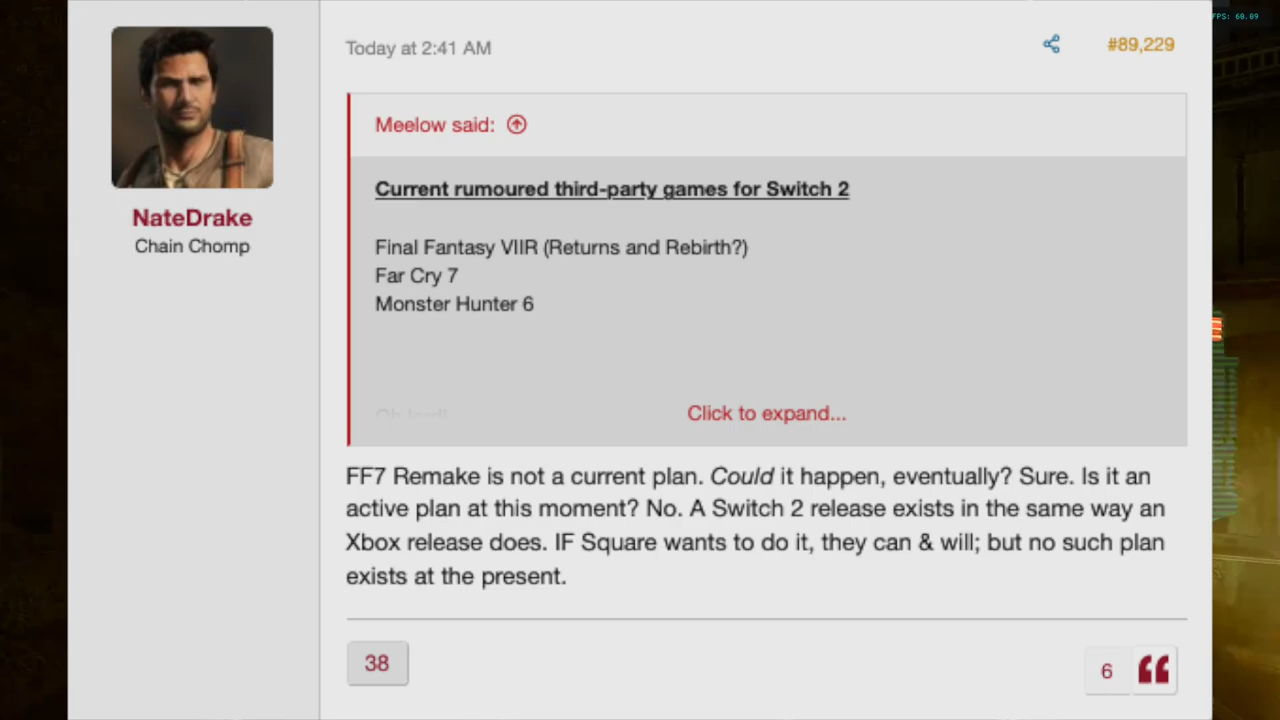 FPS: 60.09
Today at 2:41 AM
#89,229
Meelow said:
NateDrake
Chain Chomp
Current rumoured third-party games for Switch 2
Final Fantasy VIIR (Returns and Rebirth?)
Far Cry 7
Monster Hunter 6
Click to expand...
FF7 Remake is not a current plan. Could it happen, eventually? Sure. Is it an
active plan at this moment? No. A Switch 2 release exists in the same way an
Xbox release does. IF Square wants to do it, they can & will; but no such plan
exists at the present.
38
6